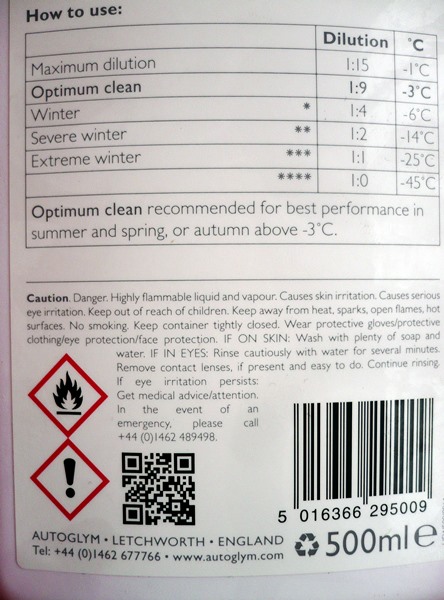 How to use:
Dilution °C
Maximum dilution 1:15 -1°C
Optimum clean 1:9 -3°C
Winter * 1:4 -6°C
Severe winter ** 1:2 -14°C
Extreme winter *** 1:1 -25°C
**** 1:0 -45°C
Optimum clean recommended for best performance in
summer and spring, or autumn above -3°C.
Caution. Danger. Highly flammable liquid and vapour. Causes skin irritation. Causes serious
eye irritation. Keep out of reach of children. Keep away from heat, sparks, open flames, hot
surfaces. No smoking. Keep container tightly closed. Wear protective gloves/protective
clothing/eye protection/face protection. IF ON SKIN: Wash with plenty of soap and
water. IF IN EYES: Rinse cautiously with water for several minutes.
Remove contact lenses, if present and easy to do. Continue rinsing.
If eye irritation persists:
Get medical advice/attention.
In the event of an
emergency, please call
+44 (0)1462 489498.
5 016366 295009
AUTOGLYM • LETCHWORTH • ENGLAND
Tel: +44 (0)1462 677766 • www.autoglym.com
500ml e